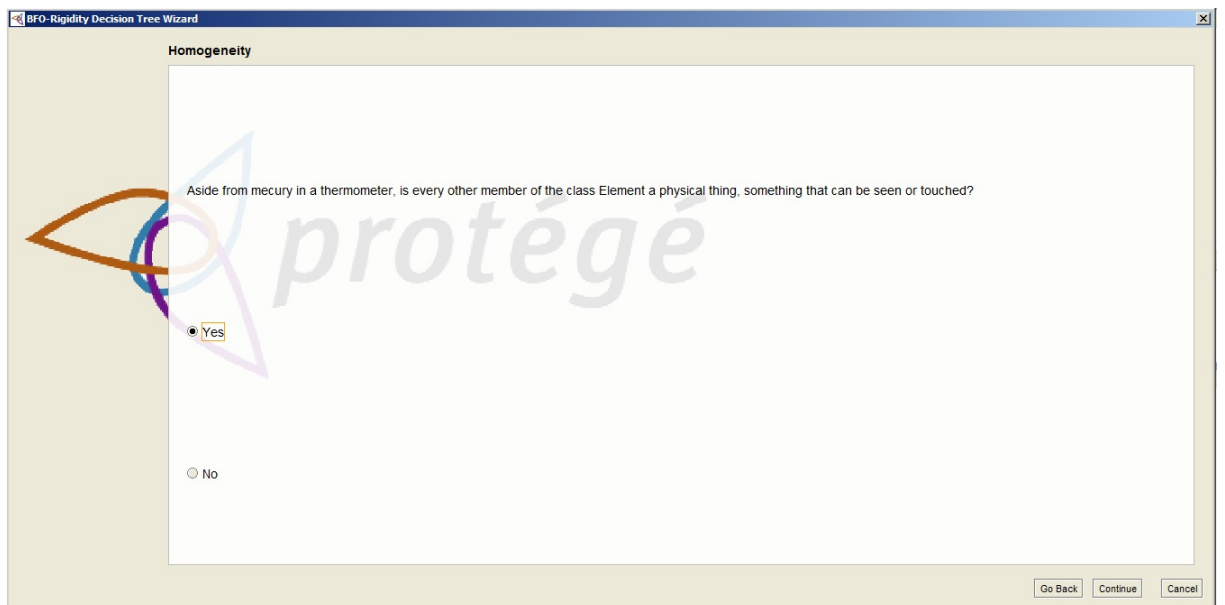 BFO-Rigidity Decision Tree Wizard
Homogeneity
Aside from mecury in a thermometer, is every other member of the class Element a physical thing, something that can be seen or touched?
protégé
Yes
No
Go Back Continue Cancel